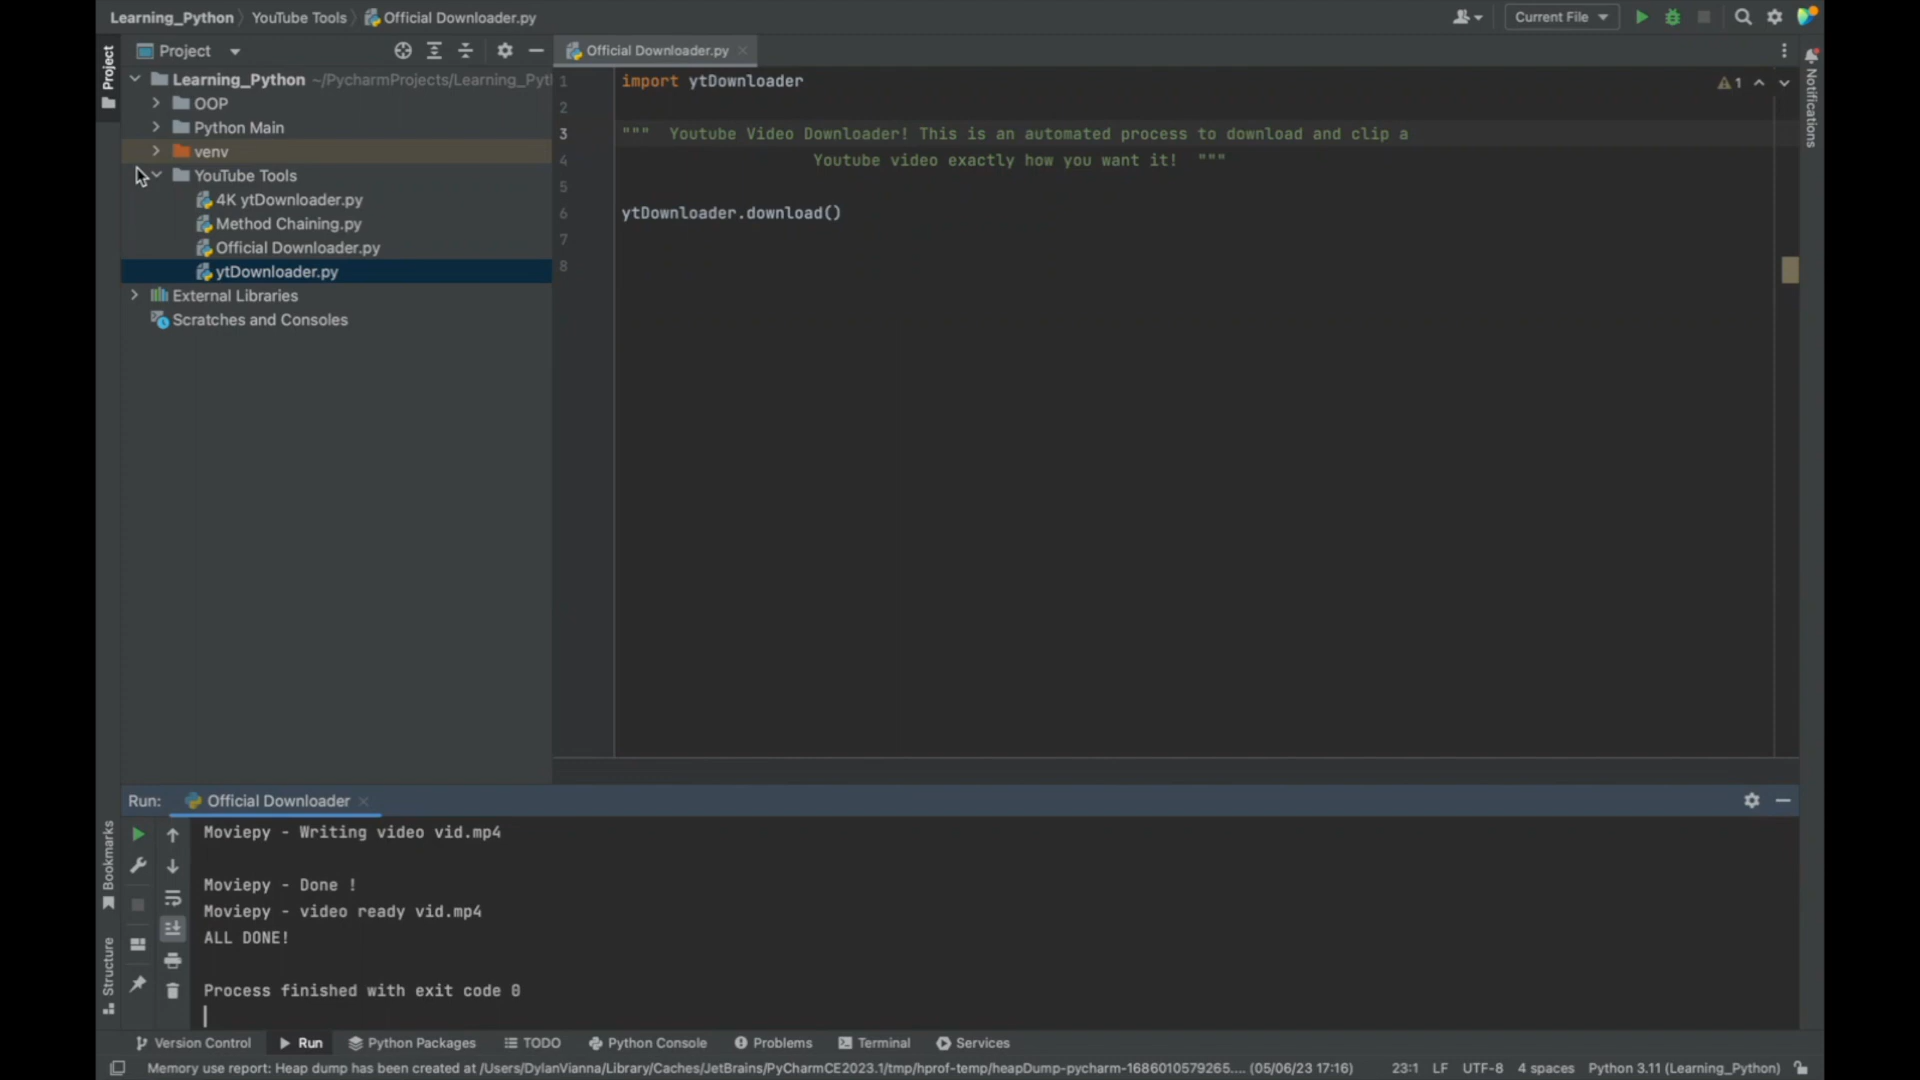 Learning_Python
YouTube Tools
Official Downloader.py
Current File
Project
Project
Official Downloader.py
Notifications
Learning_Python ~/PycharmProjects/Learning_Pyt
OOP
Python Main
venv
YouTube Tools
4K ytDownloader.py
Method Chaining.py
Official Downloader.py
ytDownloader.py
External Libraries
Scratches and Consoles
1 import ytDownloader
1
2
3 """  Youtube Video Downloader! This is an automated process to download and clip a
4 Youtube video exactly how you want it!  """
5
6 ytDownloader.download()
7
8
Run: Official Downloader
Moviepy - Writing video vid.mp4
Moviepy - Done !
Moviepy - video ready vid.mp4
ALL DONE!
Process finished with exit code 0
Bookmarks
Structure
Version Control
Run
Python Packages
TODO
Python Console
Problems
Terminal
Services
Memory use report: Heap dump has been created at /Users/DylanVianna/Library/Caches/JetBrains/PyCharmCE2023.1/tmp/hprof-temp/heapDump-pycharm-1686010579265.... (05/06/23 17:16)
23:1 LF UTF-8 4 spaces Python 3.11 (Learning_Python)